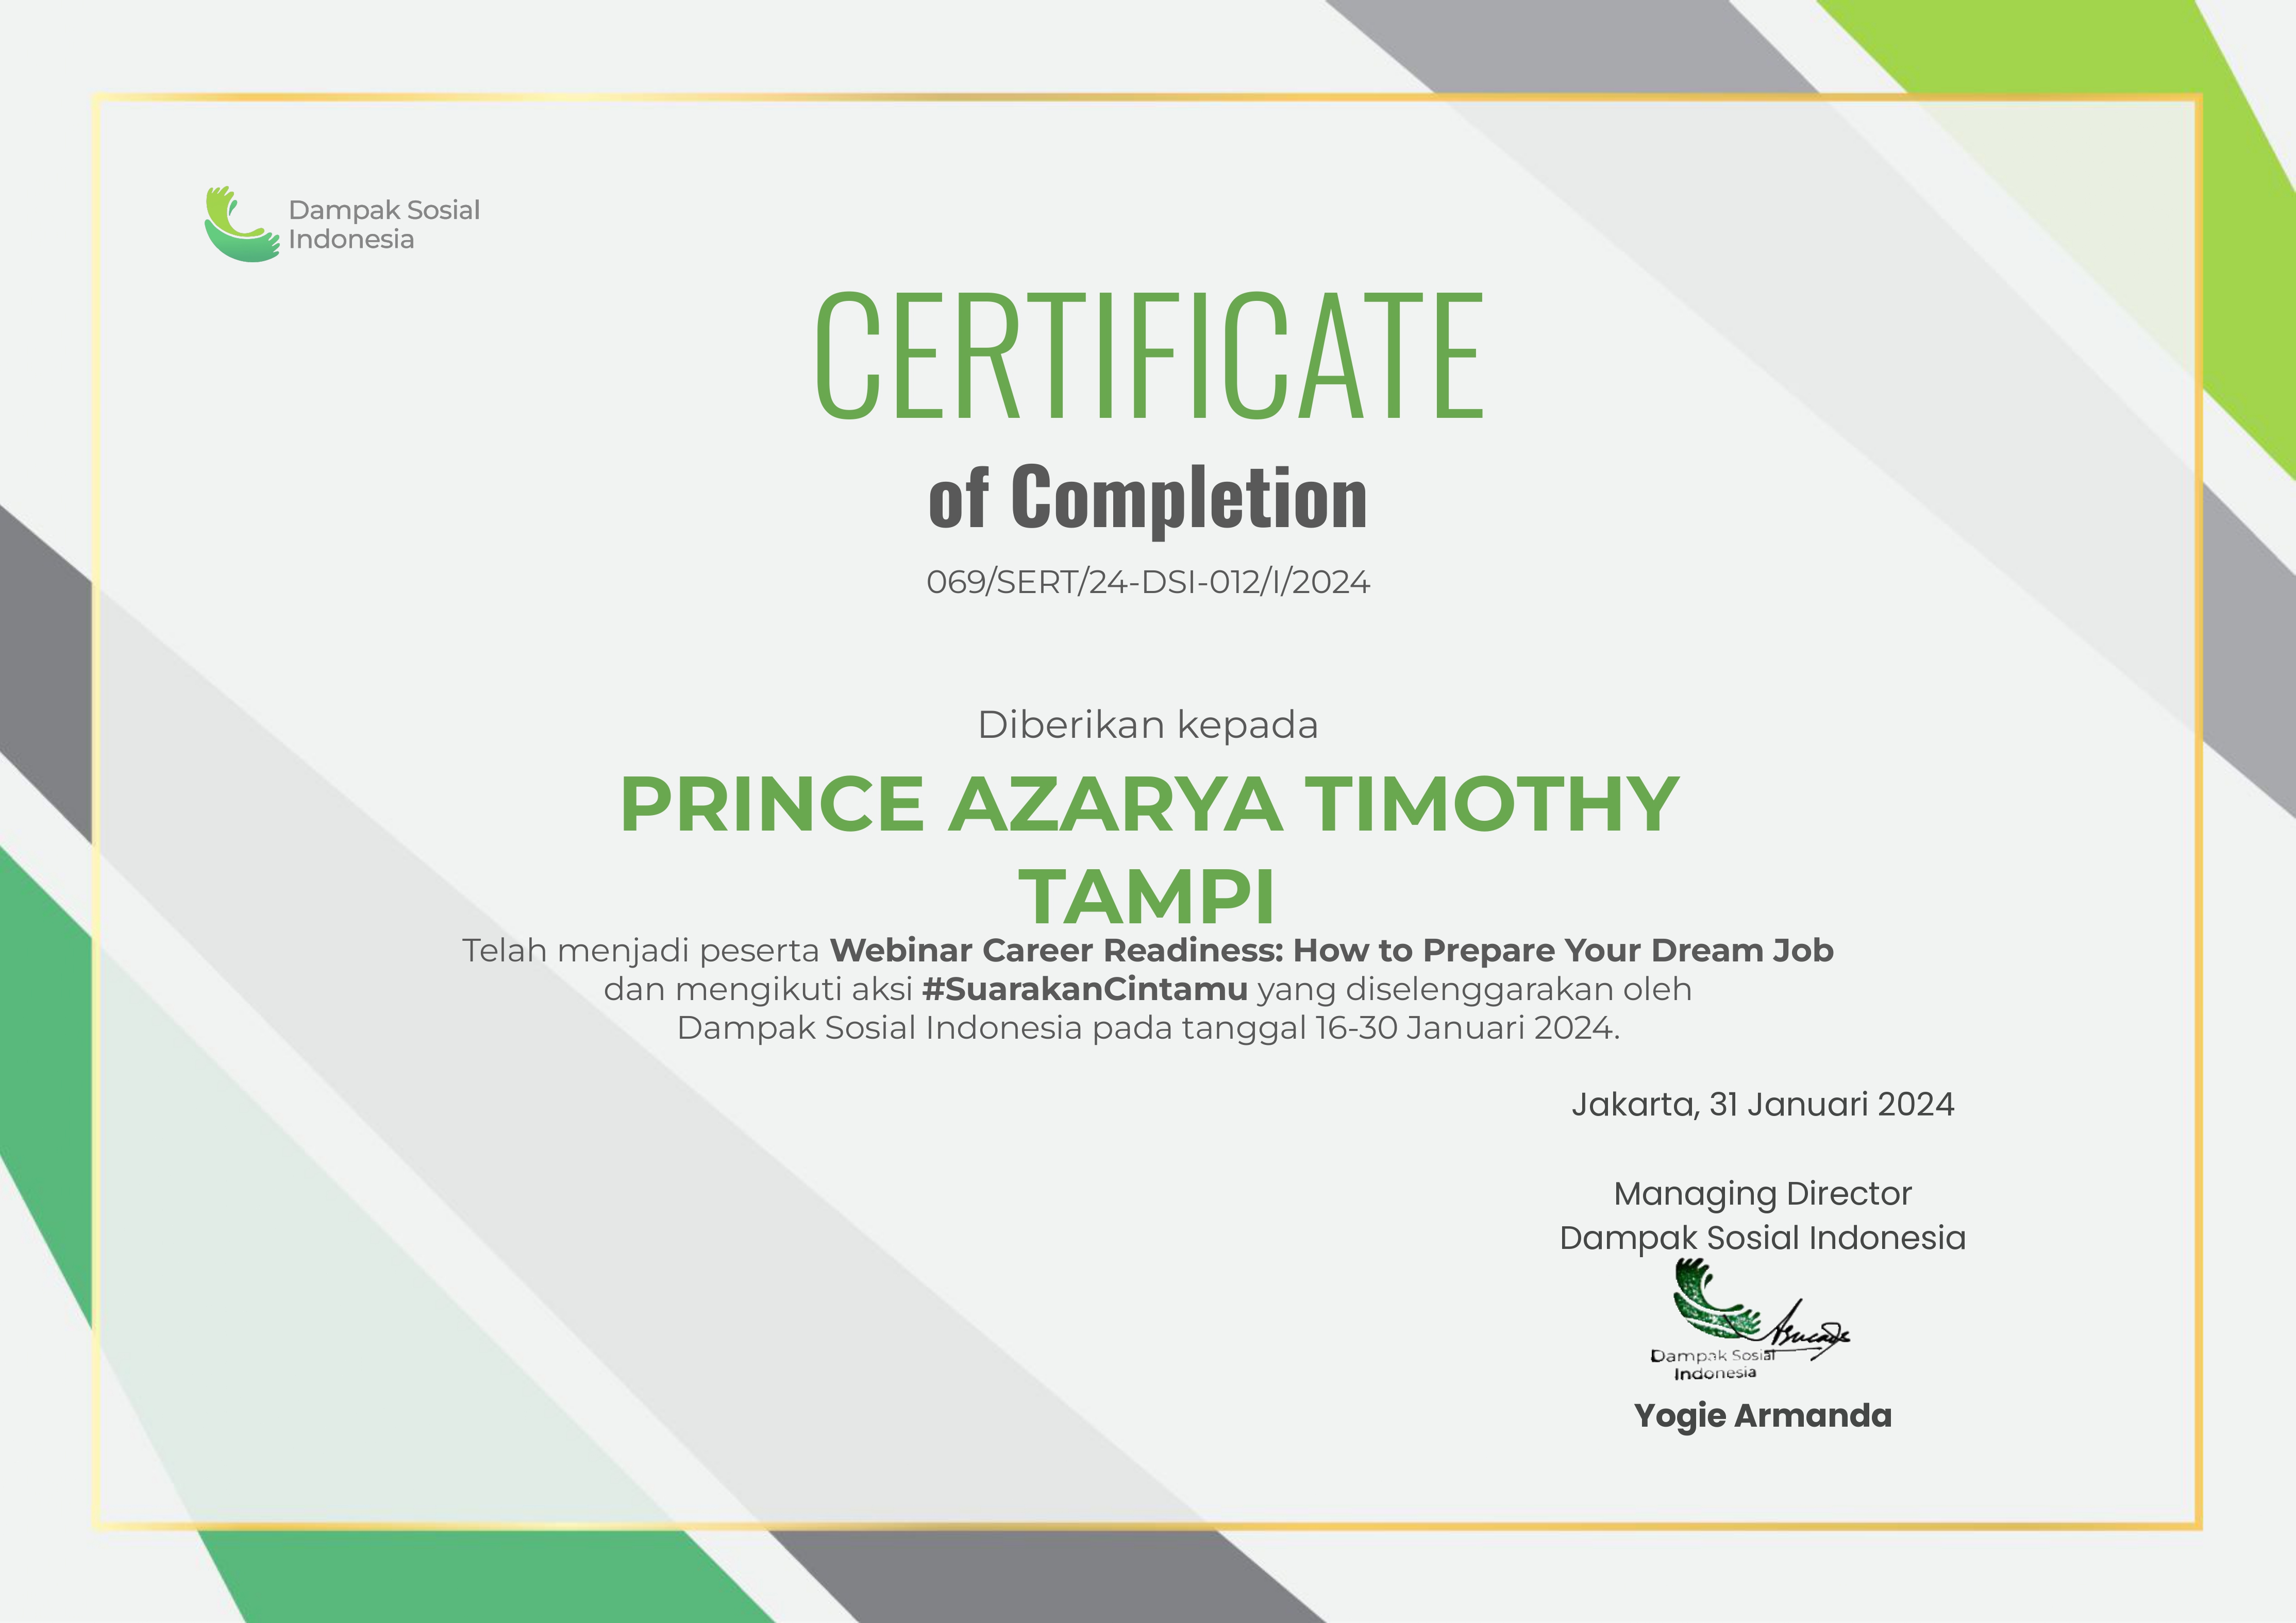 Dampak Sosial
Indonesia
CERTIFICATE
of Completion
069/SERT/24-DSI-012/I/2024
Diberikan kepada
PRINCE AZARYA TIMOTHY
TAMPI
Telah menjadi peserta Webinar Career Readiness: How to Prepare Your Dream Job
dan mengikuti aksi #SuarakanCintamu yang diselenggarakan oleh
Dampak Sosial Indonesia pada tanggal 16-30 Januari 2024.
Jakarta, 31 Januari 2024
Managing Director
Dampak Sosial Indonesia
Dampak Sosial
Indonesia
Yogie Armanda